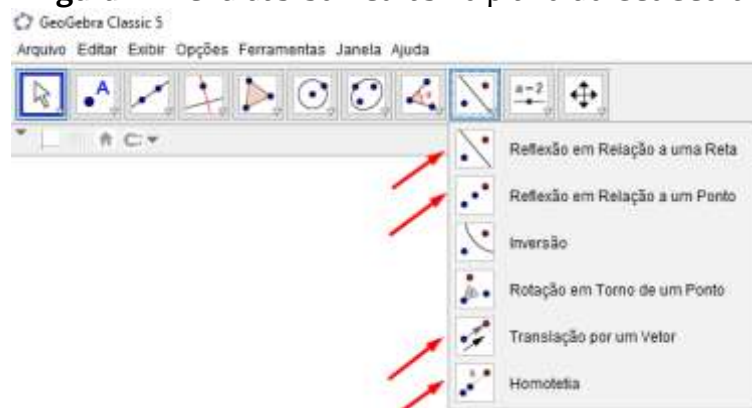 GeoGebra Classic 5
Arquivo Editar Exibir Opções Ferramentas Janela Ajuda
A
a=2
Reflexão em Relação a uma Reta
Reflexão em Relação a um Ponto
Inversão
Rotação em Torno de um Ponto
Translação por um Vetor
Homotetia